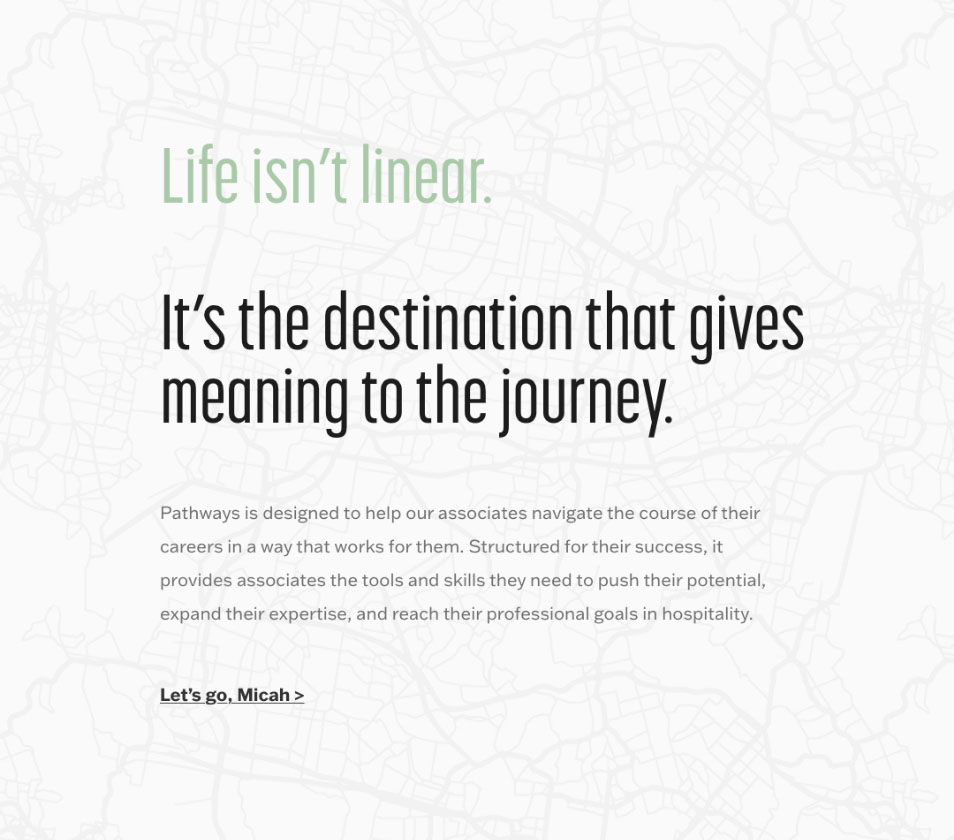 Life isn’t linear.
It’s the destination that gives
meaning to the journey.
Pathways is designed to help our associates navigate the course of their
careers in a way that works for them. Structured for their success, it
provides associates the tools and skills they need to push their potential,
expand their expertise, and reach their professional goals in hospitality.
Let’s go, Micah >